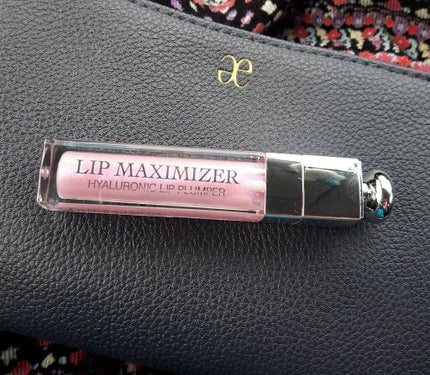 æ
LIP MAXIMIZER
HYALURONIC LIP PLUMPER